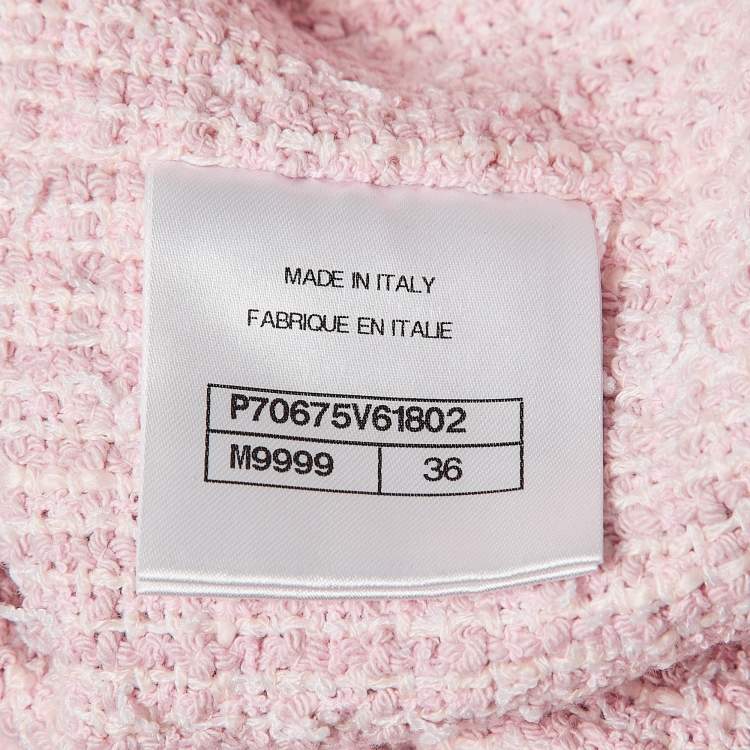 MADE IN ITALY
FABRIQUE EN ITALIE
P70675V61802
M9999 36